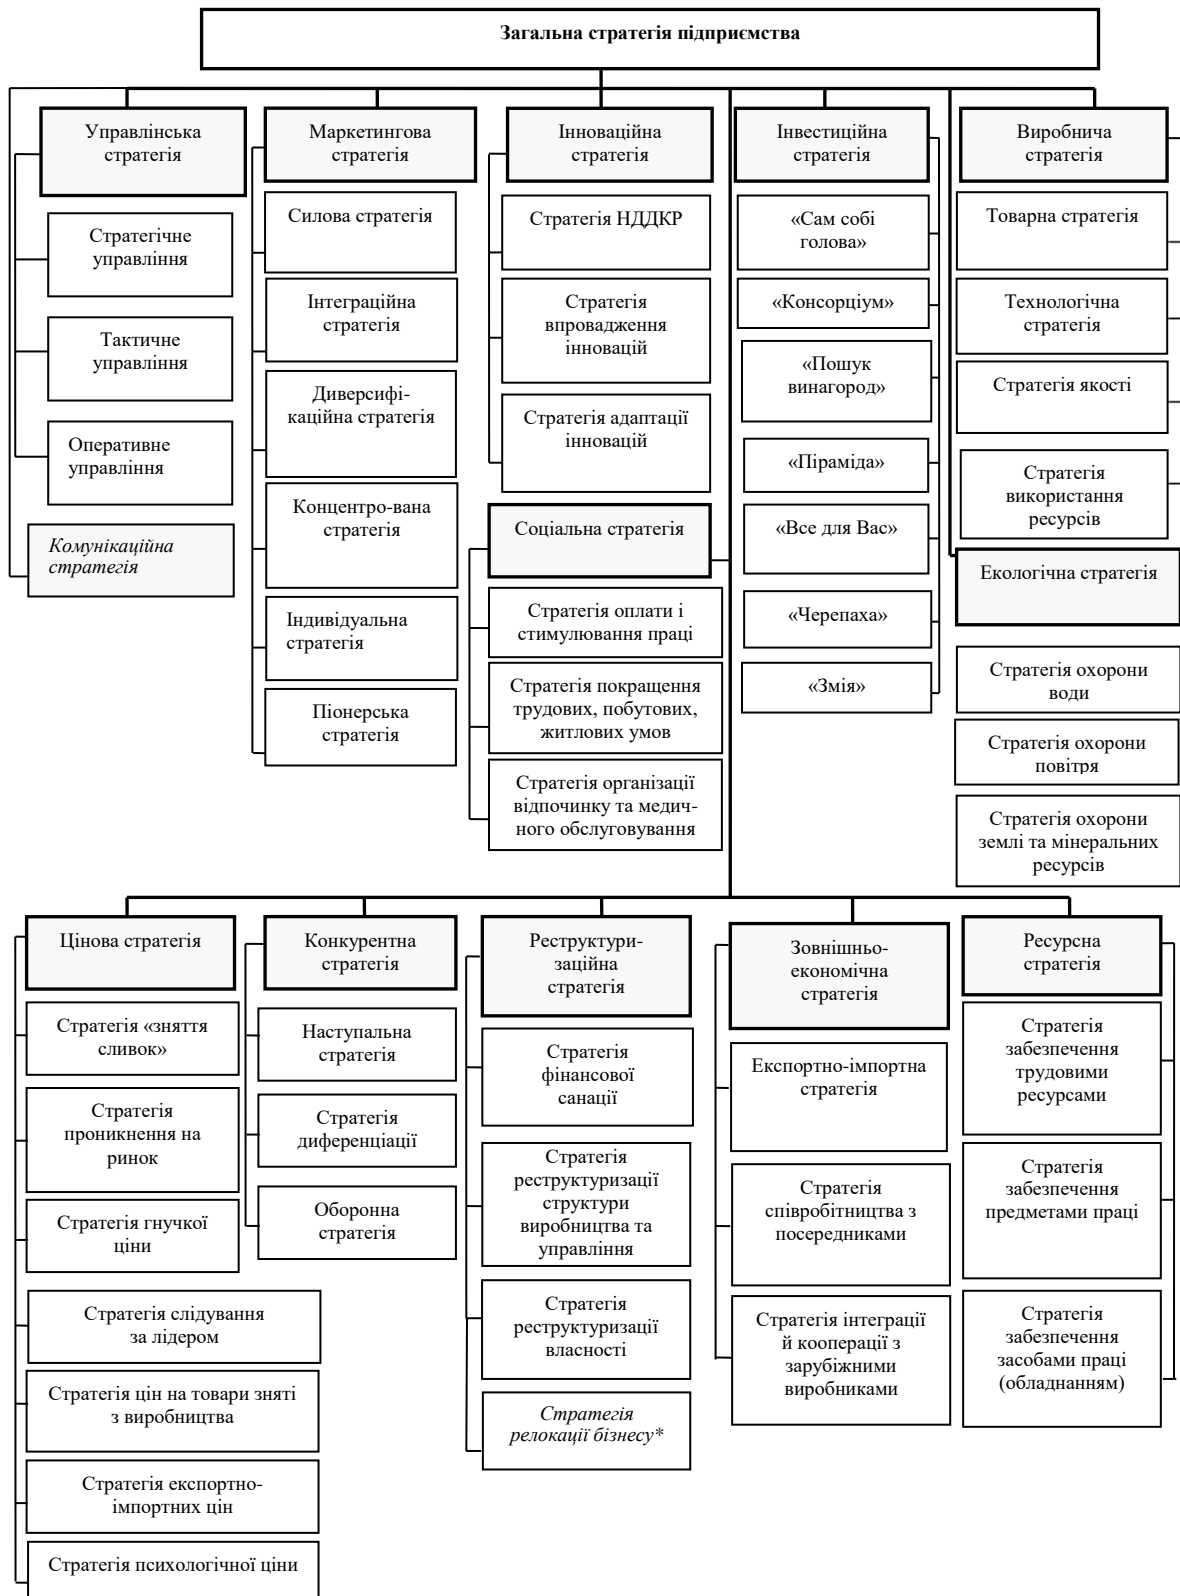 Загальна стратегія підприємства
Управлінська
стратегія
Стратегічне
управління
Тактичне
управління
Оперативне
управління
Комунікаційна
стратегія
Маркетингова
стратегія
Силова стратегія
Інтеграційна
стратегія
Диверсифі-
каційна стратегія
Концентро-вана
стратегія
Індивідуальна
стратегія
Піонерська
стратегія
Інноваційна
стратегія
Стратегія НДДКР
Стратегія
впровадження
інновацій
Стратегія адаптації
інновацій
Соціальна стратегія
Стратегія оплати і
стимулювання праці
Стратегія покращення
трудових, побутових,
житлових умов
Стратегія організації
відпочинку та медич-
ного обслуговування
Інвестиційна
стратегія
«Сам собі
голова»
«Консорціум»
«Пошук
винагород»
«Піраміда»
«Все для Вас»
«Черепаха»
«Змія»
Виробнича
стратегія
Товарна стратегія
Технологічна
стратегія
Стратегія якості
Стратегія
використання
ресурсів
Екологічна стратегія
Стратегія охорони
води
Стратегія охорони
повітря
Стратегія охорони
землі та мінеральних
ресурсів
Цінова стратегія
Стратегія «зняття
сливок»
Стратегія
проникнення на
ринок
Стратегія гнучкої
ціни
Стратегія слідування
за лідером
Стратегія цін на товари зняті
з виробництва
Стратегія експортно-
імпортних цін
Стратегія психологічної ціни
Конкурентна
стратегія
Наступальна
стратегія
Стратегія
диференціації
Оборонна
стратегія
Реструктури-
заційна
стратегія
Стратегія
фінансової
санації
Стратегія
реструктуризації
структури
виробництва та
управління
Стратегія
реструктуризації
власності
Стратегія
релокації бізнесу*
Зовнішньо-
економічна
стратегія
Експортно-імпортна
стратегія
Стратегія
співробітництва з
посередниками
Стратегія інтеграції
й кооперації з
зарубіжними
виробниками
Ресурсна
стратегія
Стратегія
забезпечення
трудовими
ресурсами
Стратегія
забезпечення
предметами праці
Стратегія
забезпечення
засобами праці
(обладнанням)